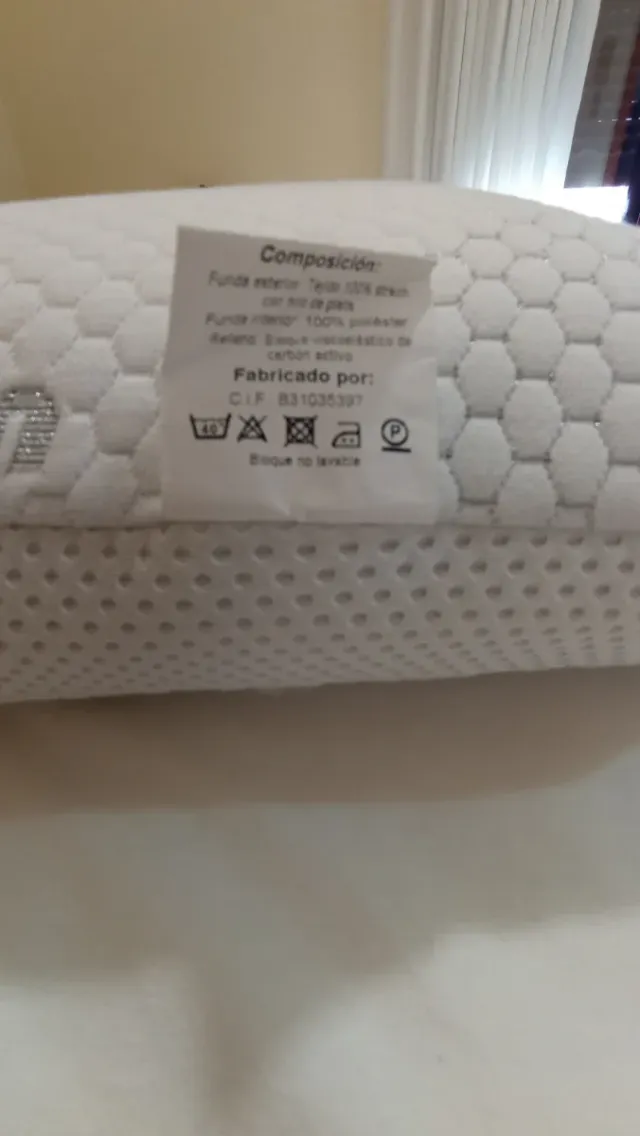 Composición:
Funda exterior: Tejido 100% strech
con hilo de plata
Funda interior: 100% poliéster
Relleno: Bloque viscoelástico de
carbón activo
Fabricado por:
C.I.F. B31035397
40°
P
Bloque no lavable